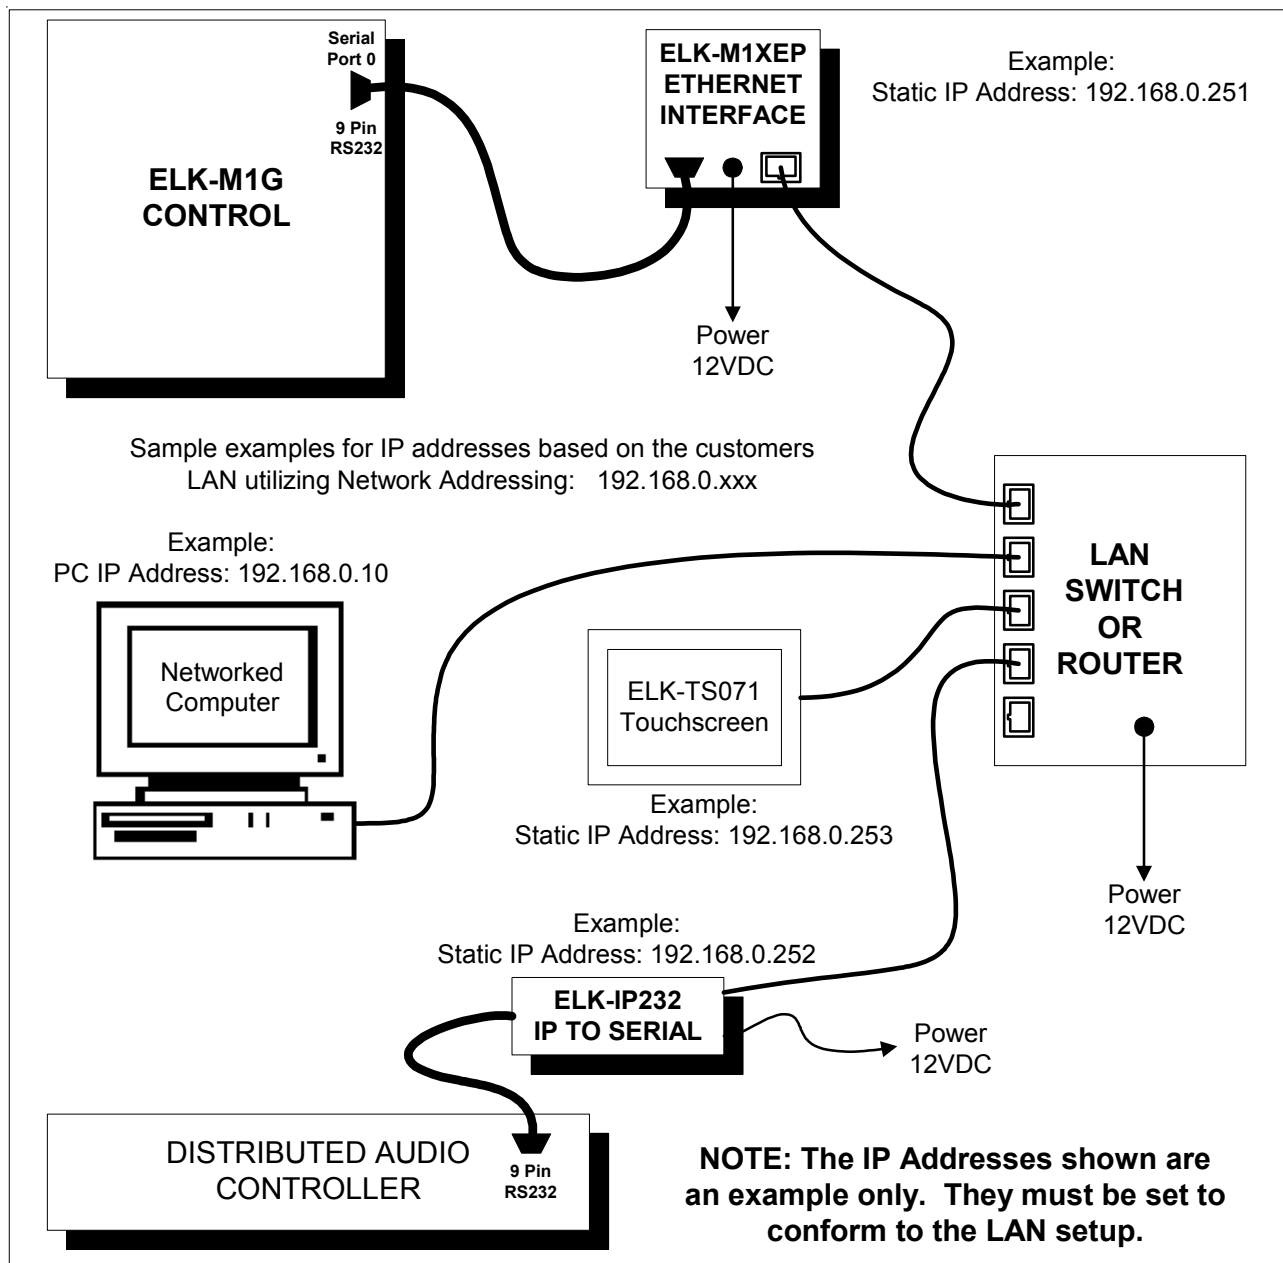 Serial
Port 0
9 Pin
RS232
ELK-M1G
CONTROL
ELK-M1XEP
ETHERNET
INTERFACE
Example:
Static IP Address: 192.168.0.251
Power
12VDC
Sample examples for IP addresses based on the customers
LAN utilizing Network Addressing:   192.168.0.xxx
Example:
PC IP Address: 192.168.0.10
Networked
Computer
ELK-TS071
Touchscreen
Example:
Static IP Address: 192.168.0.253
LAN
SWITCH
OR
ROUTER
Power
12VDC
Example:
Static IP Address: 192.168.0.252
ELK-IP232
IP TO SERIAL
Power
12VDC
DISTRIBUTED AUDIO
CONTROLLER
9 Pin
RS232
NOTE: The IP Addresses shown are
an example only.  They must be set to
conform to the LAN setup.